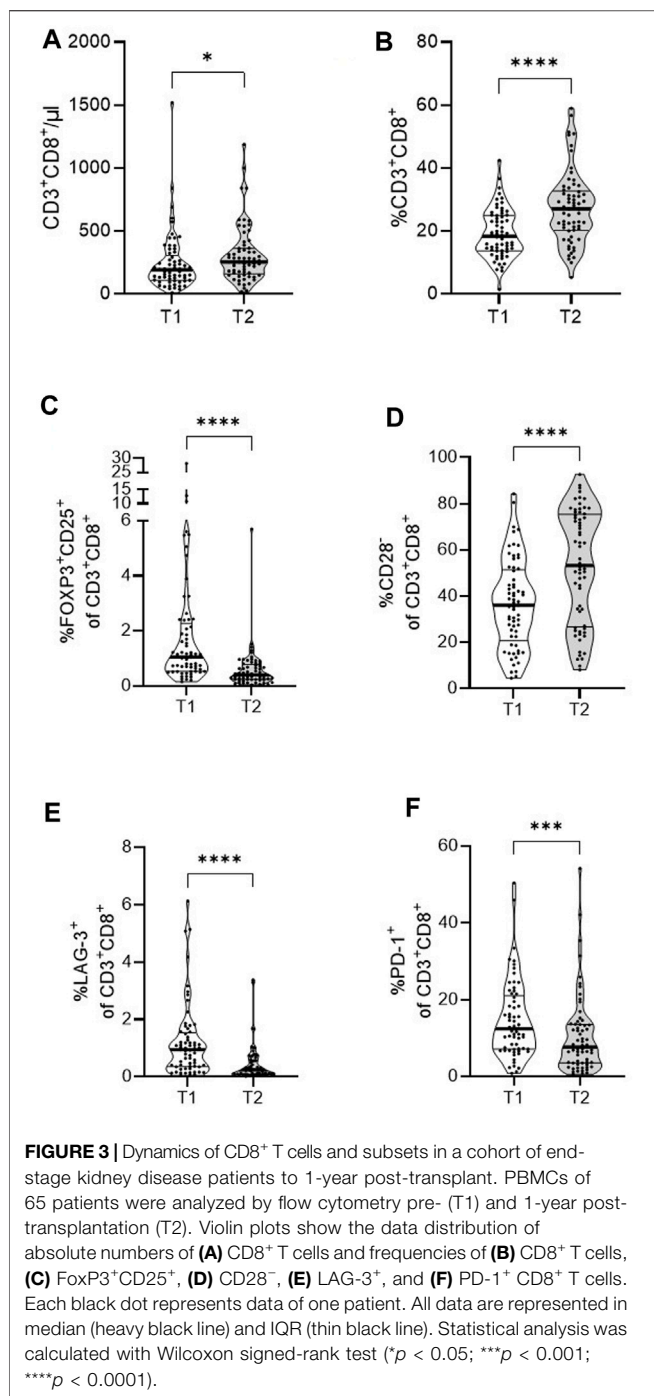 A
B
*
****
CD3+CD8+/µl
2000
1500
1000
500
0
T1
T2
%CD3+CD8+
80
60
40
20
0
T1
T2
C
D
****
****
%FOXP3+CD25+
of CD3+CD8+
30
25
15
10
6
4
2
0
T1
T2
%CD28-
of CD3+CD8+
100
80
60
40
20
0
T1
T2
E
F
****
***
%LAG-3+
of CD3+CD8+
8
6
4
2
0
T1
T2
%PD-1+
of CD3+CD8+
60
40
20
0
T1
T2
FIGURE 3 | Dynamics of CD8+ T cells and subsets in a cohort of end-
stage kidney disease patients to 1-year post-transplant. PBMCs of
65 patients were analyzed by flow cytometry pre- (T1) and 1-year post-
transplantation (T2). Violin plots show the data distribution of
absolute numbers of (A) CD8+ T cells and frequencies of (B) CD8+ T cells,
(C) FoxP3+CD25+, (D) CD28−, (E) LAG-3+, and (F) PD-1+ CD8+ T cells.
Each black dot represents data of one patient. All data are represented in
median (heavy black line) and IQR (thin black line). Statistical analysis was
calculated with Wilcoxon signed-rank test (*p < 0.05; ***p < 0.001;
****p < 0.0001).